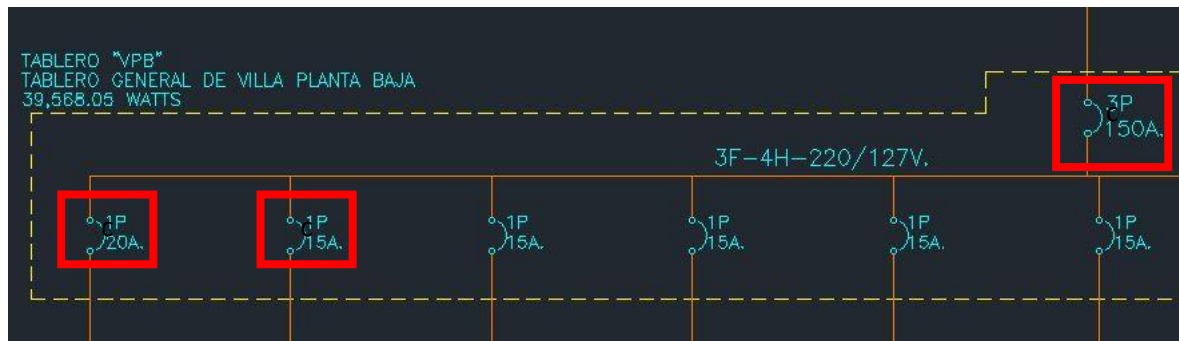 TABLERO "VPB"
TABLERO GENERAL DE VILLA PLANTA BAJA
39,568.05 WATTS
3P
C
150A.
3F-4H-220/127V.
1P
C
20A.
1P
C
15A.
1P
15A.
1P
15A.
1P
15A.
1P
15A.